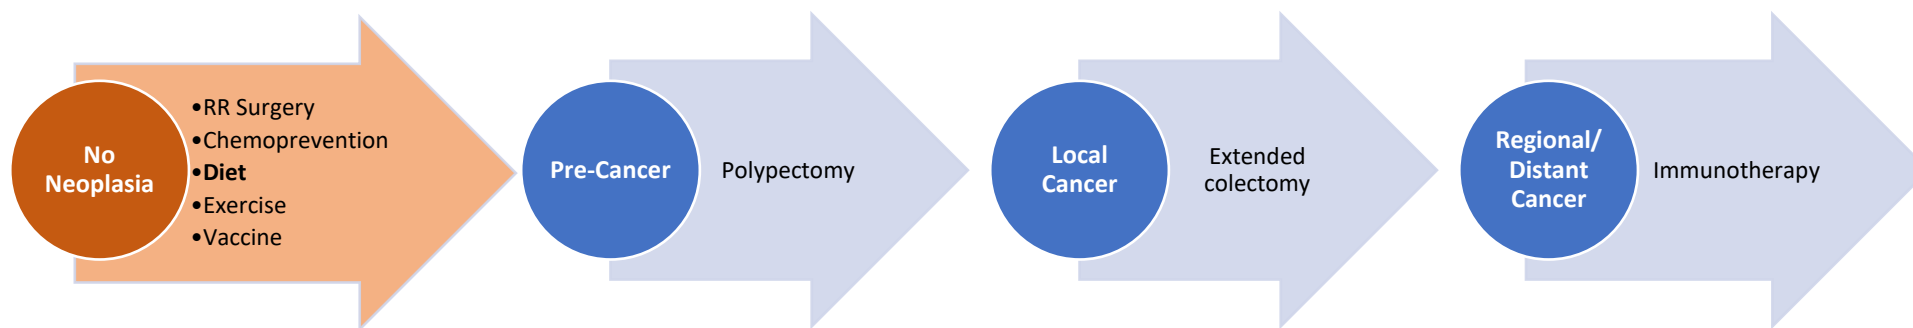 No
Neoplasia
•RR Surgery
•Chemoprevention
•Diet
•Exercise
•Vaccine
Pre-Cancer
Polypectomy
Local
Cancer
Extended
colectomy
Regional/
Distant
Cancer
Immunotherapy